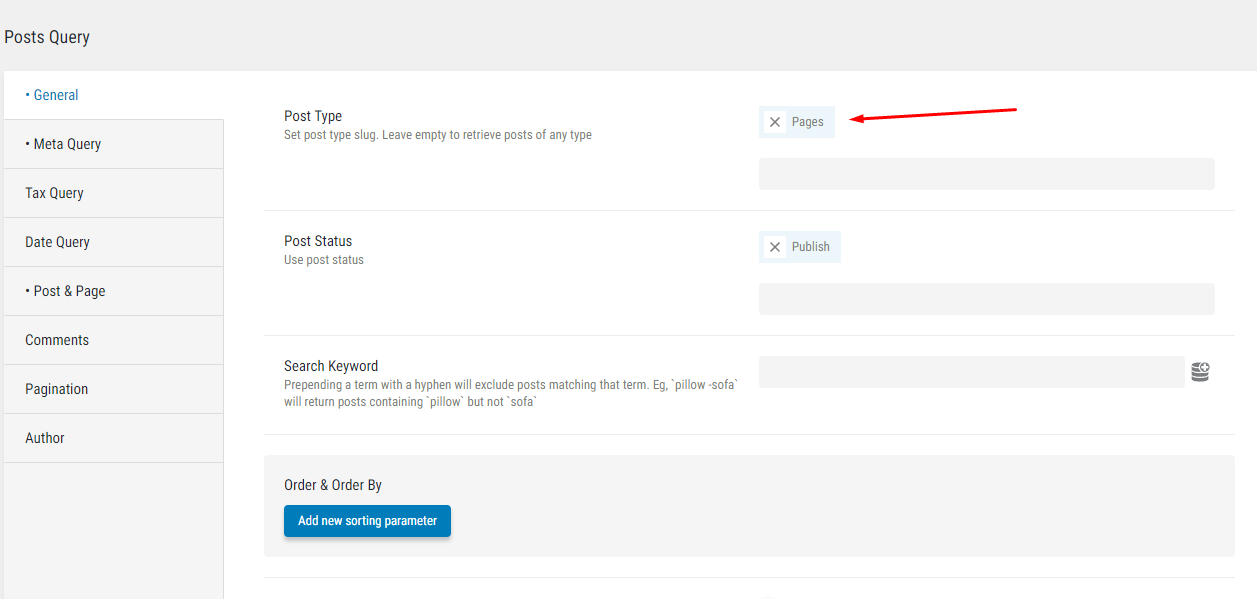 Posts Query
• General
• Meta Query
Tax Query
Date Query
• Post & Page
Comments
Pagination
Author
Post Type
Set post type slug. Leave empty to retrieve posts of any type
Pages
Post Status
Use post status
Publish
Search Keyword
Prepending a term with a hyphen will exclude posts matching that term. Eg, `pillow -sofa`
will return posts containing `pillow` but not `sofa`
Order & Order By
Add new sorting parameter